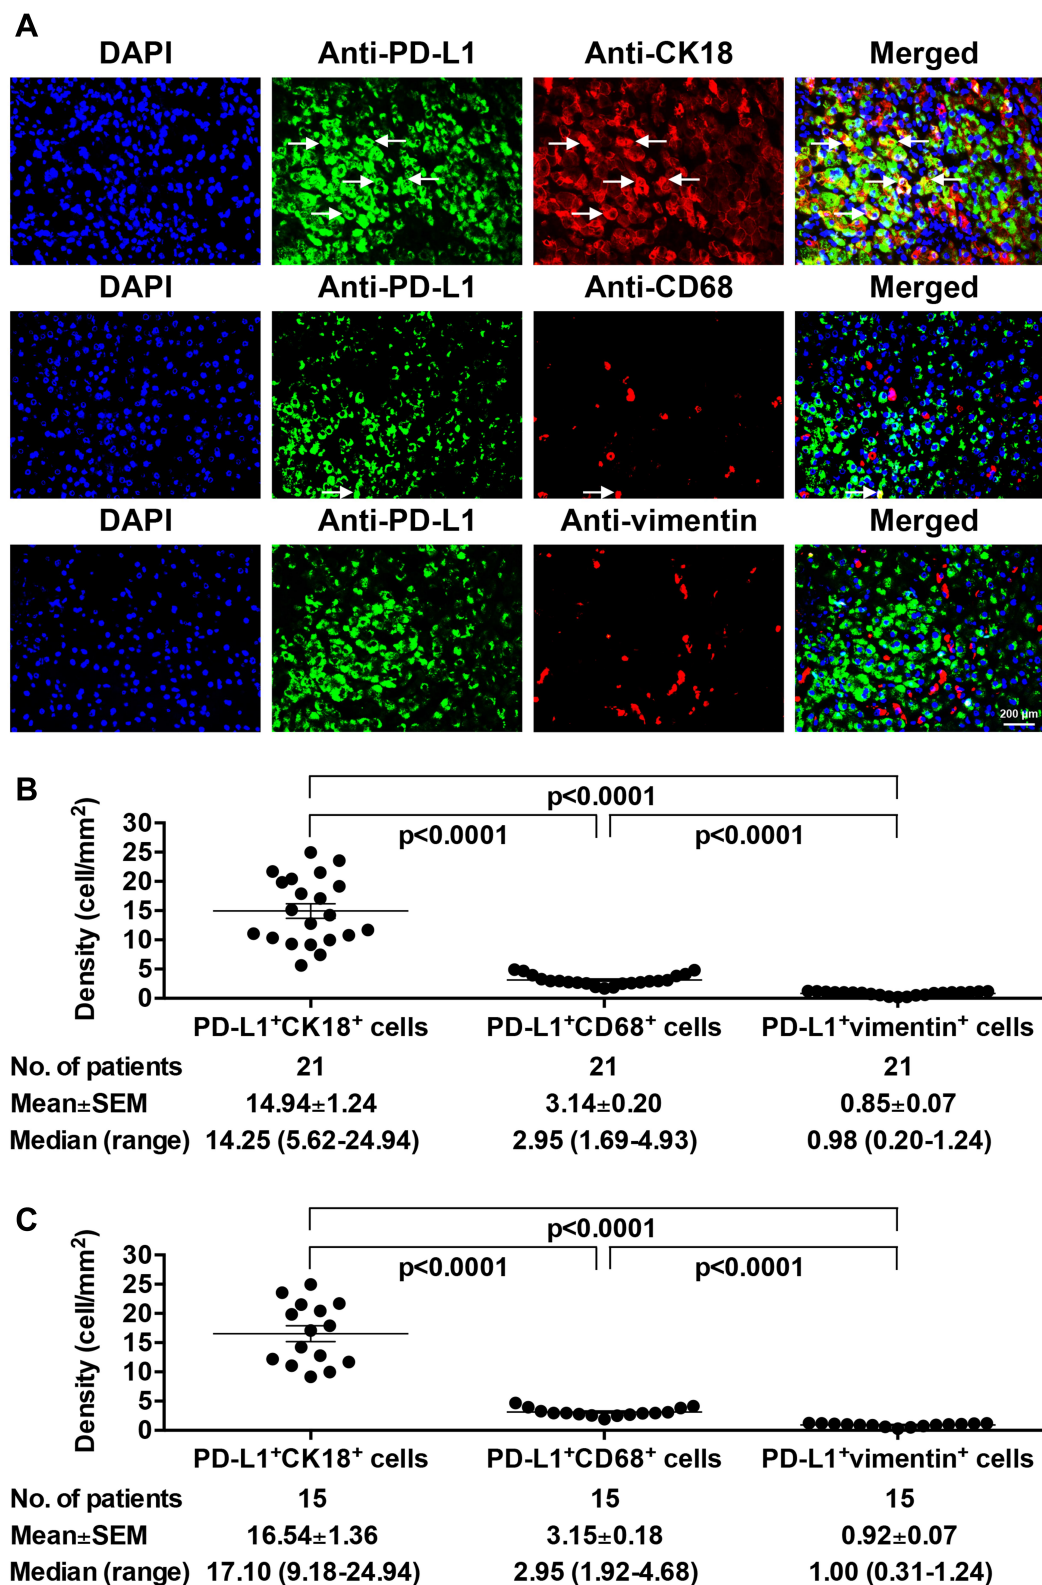 A
DAPI Anti-PD-L1 Anti-CK18 Merged
DAPI Anti-PD-L1 Anti-CD68 Merged
DAPI Anti-PD-L1 Anti-vimentin Merged
200 µm
B
p<0.0001
p<0.0001 p<0.0001
Density (cell/mm²)
30
25
20
15
10
5
0
PD-L1⁺CK18⁺ cells PD-L1⁺CD68⁺ cells PD-L1⁺vimentin⁺ cells
No. of patients 21 21 21
Mean±SEM 14.94±1.24 3.14±0.20 0.85±0.07
Median (range) 14.25 (5.62-24.94) 2.95 (1.69-4.93) 0.98 (0.20-1.24)
C
p<0.0001
p<0.0001 p<0.0001
Density (cell/mm²)
30
25
20
15
10
5
0
PD-L1⁺CK18⁺ cells PD-L1⁺CD68⁺ cells PD-L1⁺vimentin⁺ cells
No. of patients 15 15 15
Mean±SEM 16.54±1.36 3.15±0.18 0.92±0.07
Median (range) 17.10 (9.18-24.94) 2.95 (1.92-4.68) 1.00 (0.31-1.24)